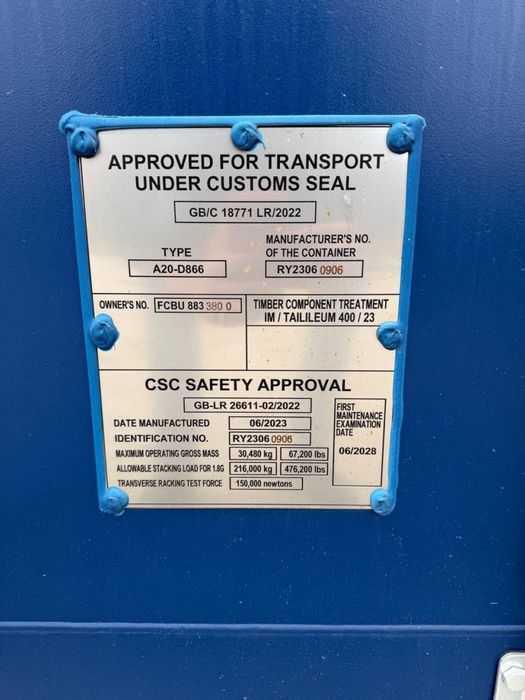 APPROVED FOR TRANSPORT
UNDER CUSTOMS SEAL
GB/C 18771 LR/2022
TYPE
A20-D866
MANUFACTURER'S NO.
OF THE CONTAINER
RY2306 0906
OWNER'S NO. FCBU 883 380 0
TIMBER COMPONENT TREATMENT
IM / TAILILEUM 400 / 23
CSC SAFETY APPROVAL
GB-LR 26611-02/2022
DATE MANUFACTURED 06/2023
IDENTIFICATION NO. RY2306 0906
MAXIMUM OPERATING GROSS MASS 30,480 kg 67,200 lbs
ALLOWABLE STACKING LOAD FOR 1.8G 216,000 kg 476,200 lbs
TRANSVERSE RACKING TEST FORCE 150,000 newtons
FIRST
MAINTENANCE
EXAMINATION
DATE
06/2028